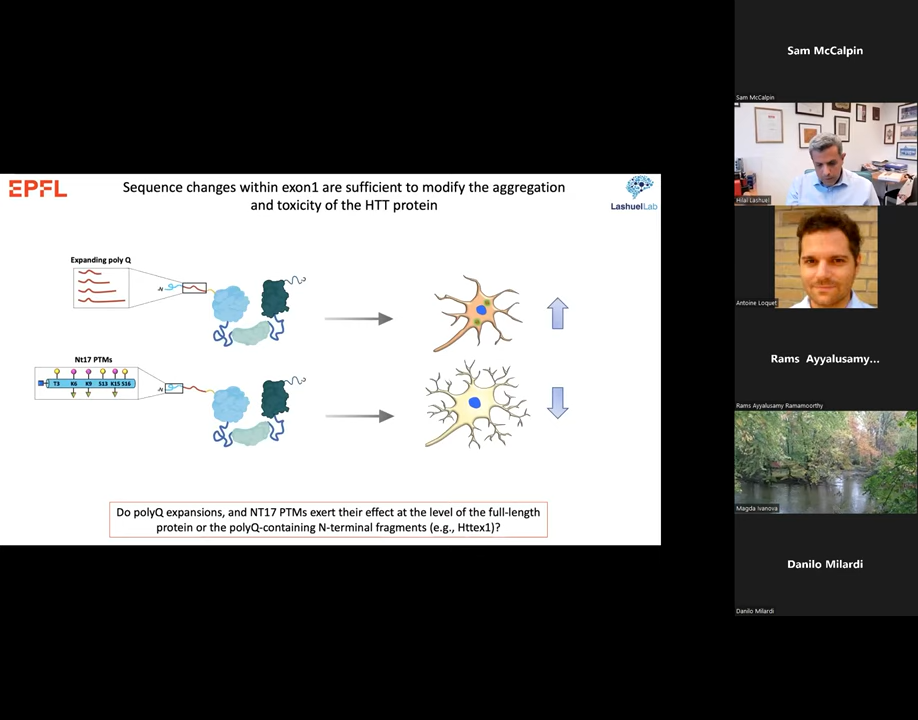 EPFL
Sequence changes within exon1 are sufficient to modify the aggregation
and toxicity of the HTT protein
LashuelLab
Expanding poly Q
-N
Nt17 PTMs
T3 K6 K9 S13 K15 S16
-N
Do polyQ expansions, and NT17 PTMs exert their effect at the level of the full-length
protein or the polyQ-containing N-terminal fragments (e.g., Httex1)?
Sam McCalpin
Sam McCalpin
Hilal Lashuel
Antoine Loquet
Rams Ayyalusamy...
Rams Ayyalusamy Ramamoorthy
Magda Ivanova
Danilo Milardi
Danilo Milardi